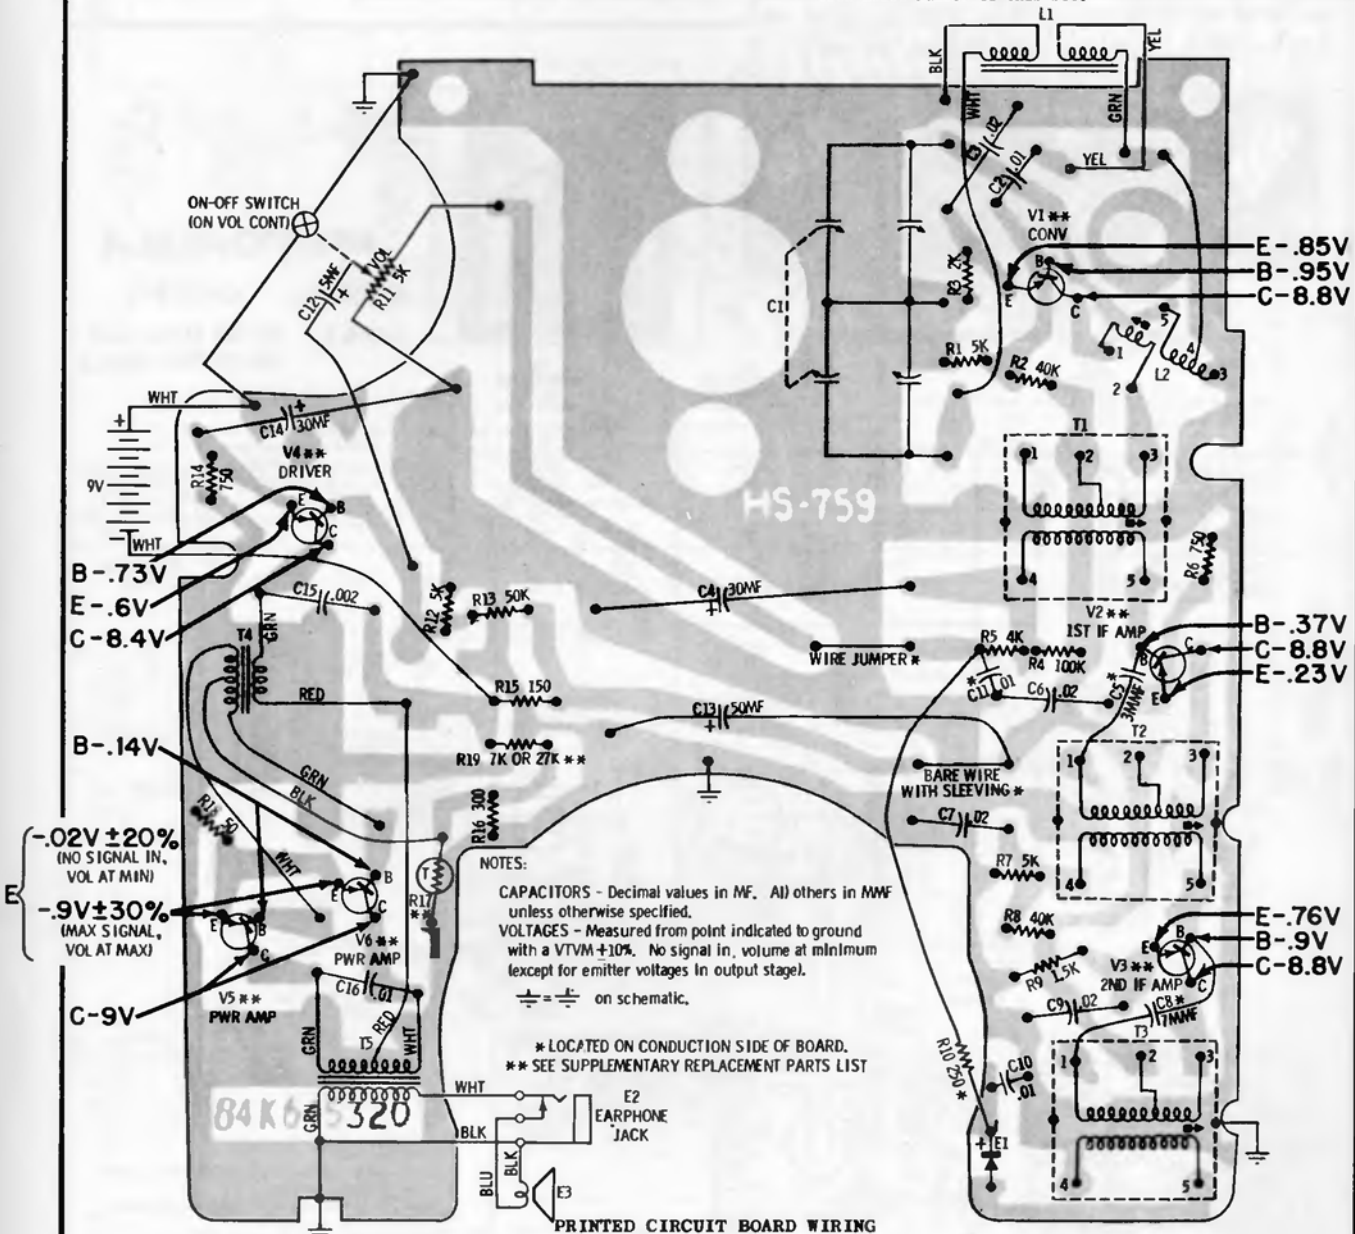 L1
BLK
WHT
GRN
YEL
C3 .02
C2 .01
YEL
ON-OFF SWITCH
(ON VOL CONT)
VOL
R11 5K
C12 5MF
+
V1 **
CONV
E B C
E-.85V
B-.95V
C-8.8V
R3 2K
C1
R1 5K
R2 40K
1 5 4 3
2 L2
WHT
+
C14 30MF
+
V4 **
DRIVER
R14
750
9V
E B
C
WHT
B-.73V
E-.6V
C-8.4V
HS-759
T1
1 2 3
4 5
R6 750
C15 .002
R12 5K
R13 50K
C4 30MF
+
WIRE JUMPER *
V2 **
1ST IF AMP
B C
E
B-.37V
C-8.8V
E-.23V
R5 4K
R4 100K
*
C11 .01
C6 .02
C5 *
3MMF
GRN
T4
RED
R15 150
C13 50MF
+
R19 7K OR 27K **
T2
1 2 3
4 5
BARE WIRE
WITH SLEEVING *
C7 .02
B-.14V
GRN
BLK
WHT
R18 50
R16 300
T
R17
**
R7 5K
R8 40K
R9 1.5K
E
-.02V ±20%
(NO SIGNAL IN,
VOL AT MIN)
-.9V±30%
(MAX SIGNAL,
VOL AT MAX)
C-9V
E B
C
V5 **
PWR AMP
E B
C
V6 **
PWR AMP
C16 .01
NOTES:
CAPACITORS - Decimal values in MF. All others in MMF
unless otherwise specified.
VOLTAGES - Measured from point indicated to ground
with a VTVM ±10%. No signal in, volume at minimum
(except for emitter voltages in output stage).
= on schematic.
* LOCATED ON CONDUCTION SIDE OF BOARD.
** SEE SUPPLEMENTARY REPLACEMENT PARTS LIST
E B
C
V3 **
2ND IF AMP
E-.76V
B-.9V
C-8.8V
C9 .02
C8 *
7MMF
T3
1 2 3
4 5
R10 250 *
C10
.01
+ E1
GRN
RED
WHT
T5
320
GRN
WHT
BLK
BLU
BLK
E2
EARPHONE
JACK
E3
PRINTED CIRCUIT BOARD WIRING